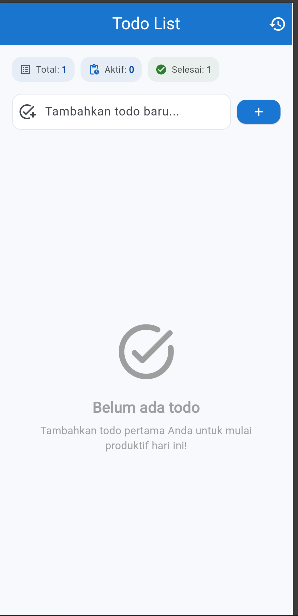 Todo List
Total: 1 Aktif: 0 Selesai: 1
Tambahkan todo baru...
+
Belum ada todo
Tambahkan todo pertama Anda untuk mulai
produktif hari ini!